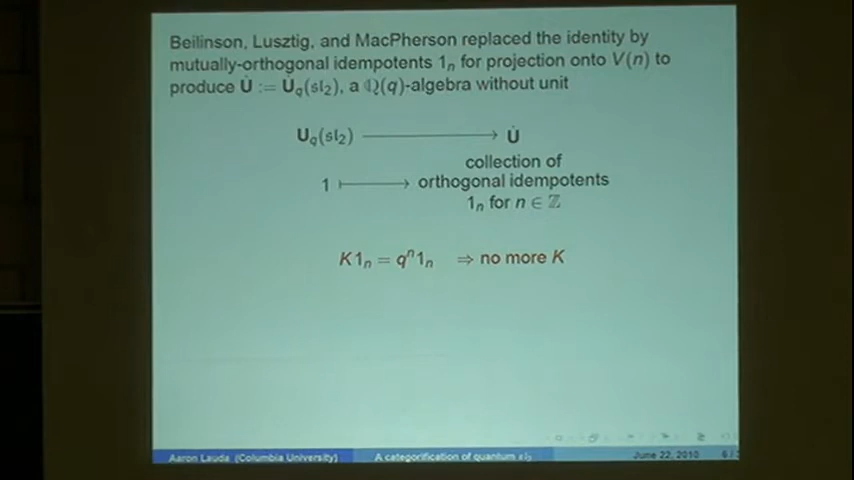 Beilinson, Lusztig, and MacPherson replaced the identity by
mutually-orthogonal idempotents 1ₙ for projection onto V(n) to
produce U̇ := U̇q(sl₂), a ℚ(q)-algebra without unit
Uq(sl₂) ⟶ U̇
collection of
1 ⟼ orthogonal idempotents
1ₙ for n ∈ ℤ
K1ₙ = qⁿ1ₙ ⇒ no more K
Aaron Lauda (Columbia University) A categorification of quantum sl₂ June 22, 2010